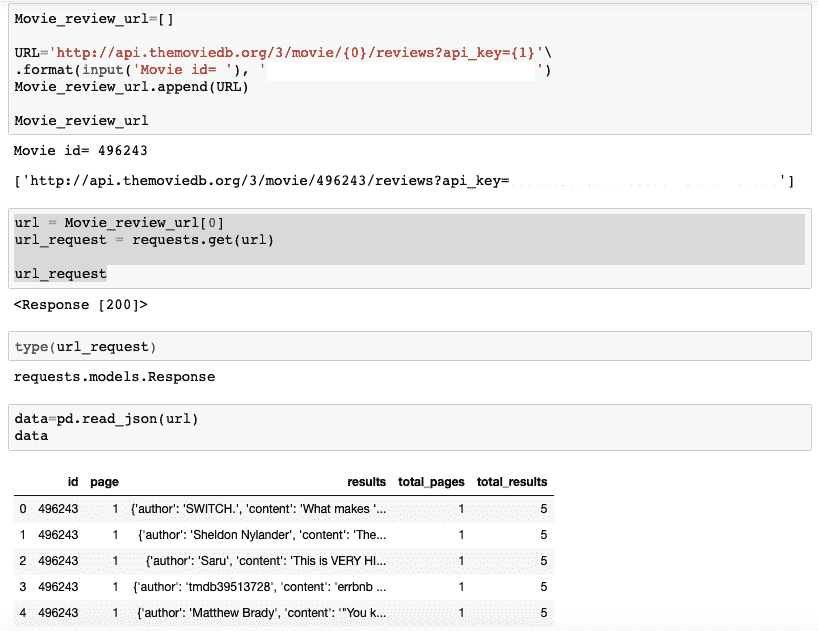 Movie_review_url=[]
URL='http://api.themoviedb.org/3/movie/{0}/reviews?api_key={1}'\
.format(input('Movie id= '), ' ')
Movie_review_url.append(URL)
Movie_review_url
Movie id= 496243
['http://api.themoviedb.org/3/movie/496243/reviews?api_key= ']
url = Movie_review_url[0]
url_request = requests.get(url)
url_request
<Response [200]>
type(url_request)
requests.models.Response
data=pd.read_json(url)
data
id page results total_pages total_results
0 496243 1 {'author': 'SWITCH.', 'content': 'What makes '... 1 5
1 496243 1 {'author': 'Sheldon Nylander', 'content': 'The... 1 5
2 496243 1 {'author': 'Saru', 'content': 'This is VERY HI... 1 5
3 496243 1 {'author': 'tmdb39513728', 'content': 'errbnb ... 1 5
4 496243 1 {'author': 'Matthew Brady', 'content': '"You k... 1 5